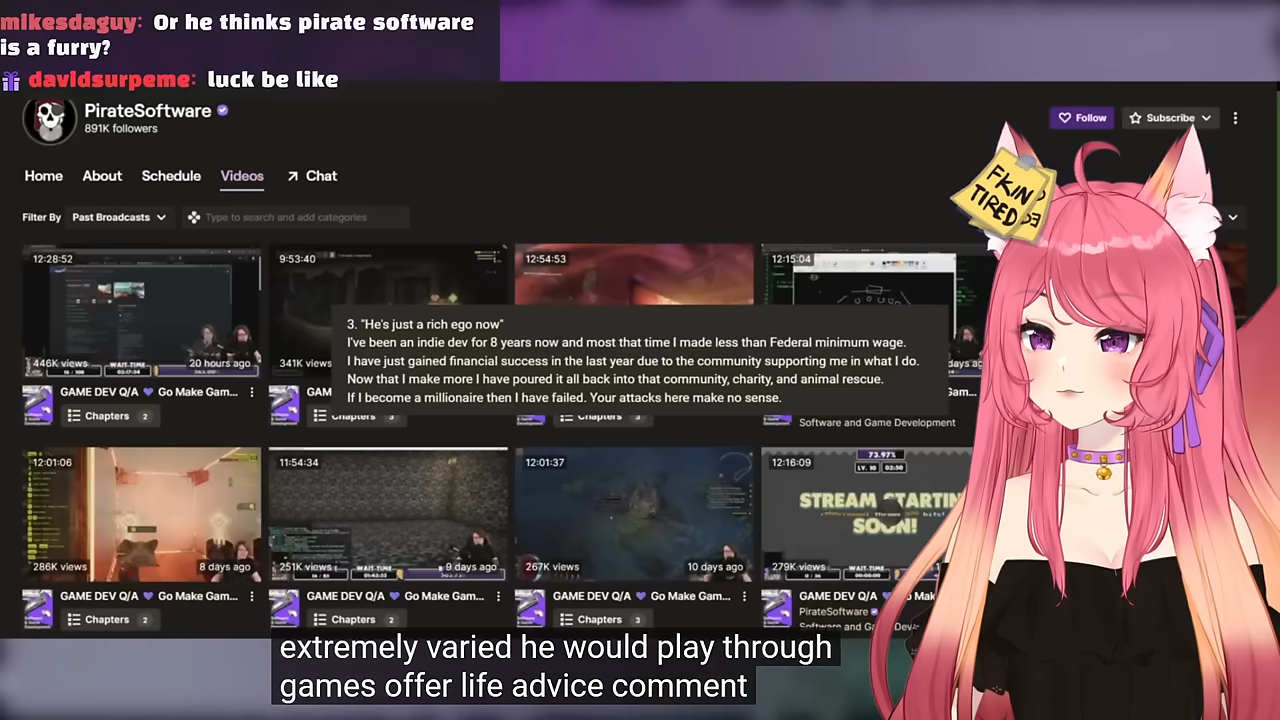 mikesdaguy: Or he thinks pirate software
is a furry?
davidsurpeme: luck be like
PirateSoftware
891K followers
Follow
Subscribe
Home
About
Schedule
Videos
Chat
FKIN
TIRED
Filter By
Past Broadcasts
Type to search and add categories
12:28:52
9:53:40
12:54:53
12:15:04
3. "He's just a rich ego now"
I've been an indie dev for 8 years now and most that time I made less than Federal minimum wage.
I have just gained financial success in the last year due to the community supporting me in what I do.
Now that I make more I have poured it all back into that community, charity, and animal rescue.
If I become a millionaire then I have failed. Your attacks here make no sense.
446K views
20 hours ago
341K views
days ago
GAME DEV Q/A 💜 Go Make Gam...
GAM
am...
Chapters 2
Chapters 3
Chapters 3
Software and Game Development
12:01:06
11:54:34
12:01:37
12:16:09
73.97%
STREAM STARTIN
SOON!
286K views
8 days ago
251K views
9 days ago
267K views
10 days ago
279K views
GAME DEV Q/A 💜 Go Make Gam...
GAME DEV Q/A 💜 Go Make Gam...
GAME DEV Q/A 💜 Go Make Gam...
GAME DEV Q/A 💜
Chapters 2
Chapters 2
Chapters 3
PirateSoftware
Software and Game Dev
extremely varied he would play through
games offer life advice comment